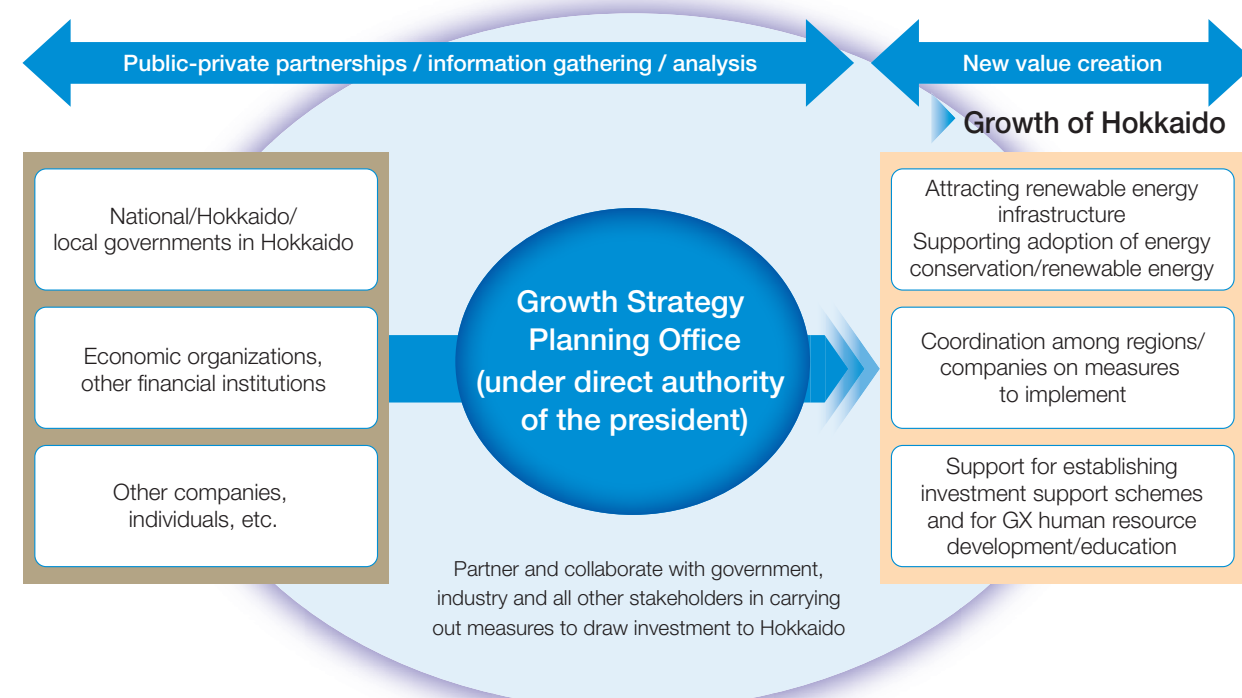 Public-private partnerships / information gathering / analysis
New value creation
Growth of Hokkaido
National/Hokkaido/
local governments in Hokkaido
Economic organizations,
other financial institutions
Other companies,
individuals, etc.
Growth Strategy
Planning Office
(under direct authority
of the president)
Partner and collaborate with government,
industry and all other stakeholders in carrying
out measures to draw investment to Hokkaido
Attracting renewable energy
infrastructure
Supporting adoption of energy
conservation/renewable energy
Coordination among regions/
companies on measures
to implement
Support for establishing
investment support schemes
and for GX human resource
development/education